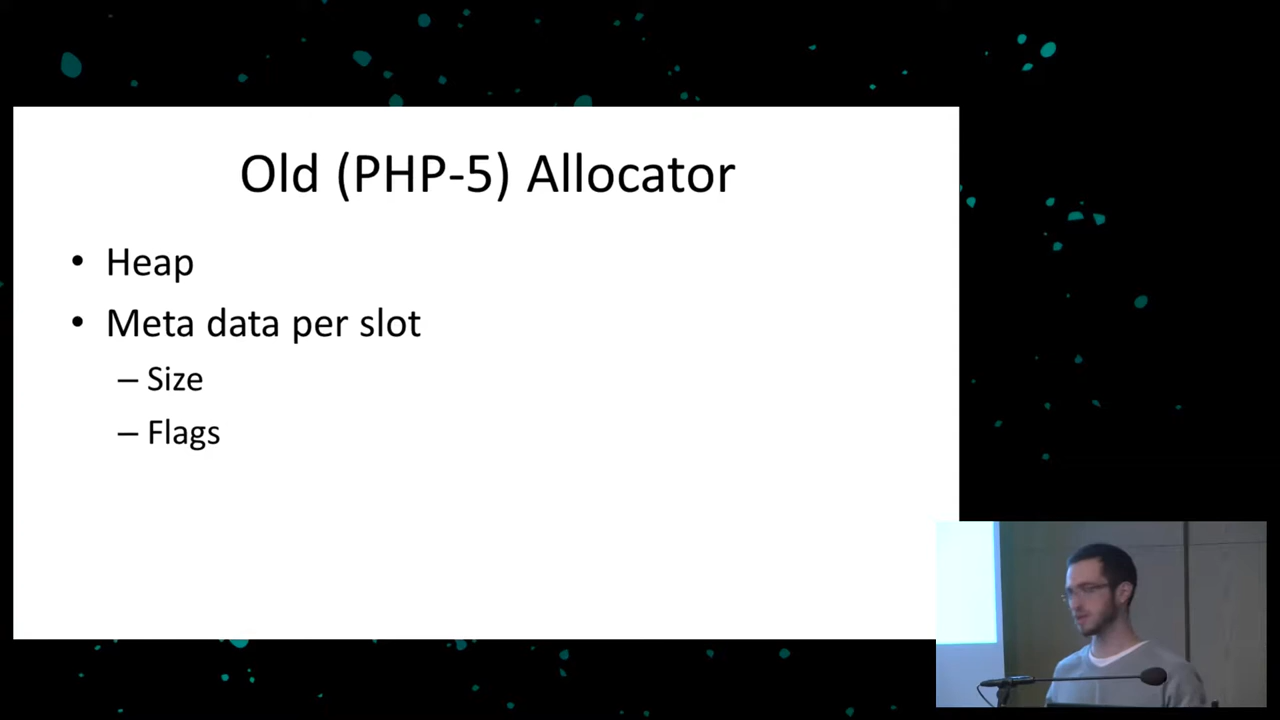 Old (PHP-5) Allocator
• Heap
• Meta data per slot
– Size
– Flags